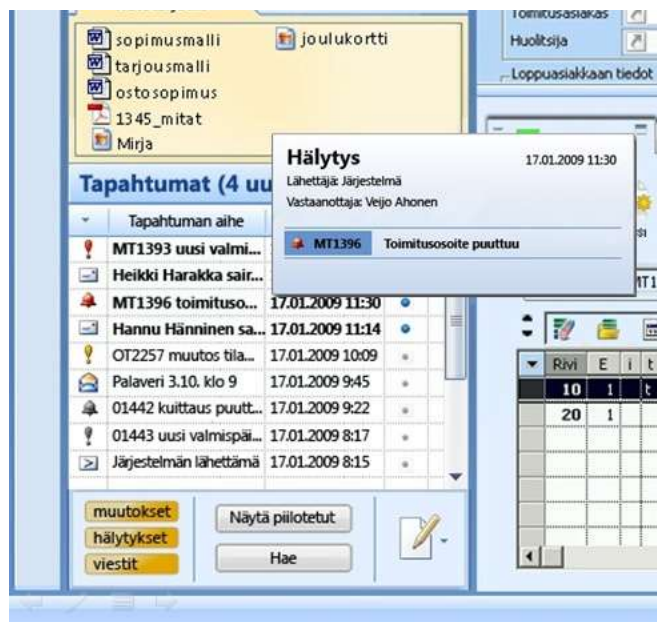 sopimusmalli
joulukortti
tarjousmalli
ostosopimus
1345_mitat
Mirja
Toimitusasiakas
Huolitsija
Loppuasiakkaan tiedot
Hälytys 17.01.2009 11:30
Lähettäjä: Järjestelmä
Vastaanottaja: Veijo Ahonen
MT1396 Toimitusosoite puuttuu
Tapahtumat (4 uu
Tapahtuman aihe
MT1393 uusi valmi...
Heikki Harakka sair...
MT1396 toimituso... 17.01.2009 11:30
Hannu Hänninen sa... 17.01.2009 11:14
OT2257 muutos tila... 17.01.2009 10:09
Palaveri 3.10. klo 9 17.01.2009 9:45
01442 kuittaus puutt... 17.01.2009 9:22
01443 uusi valmispäi... 17.01.2009 8:17
Järjestelmän lähettämä 17.01.2009 8:15
muutokset
hälytykset
viestit
Näytä piilotetut
Hae
MT1
Rivi E i t
10 1 t
20 1